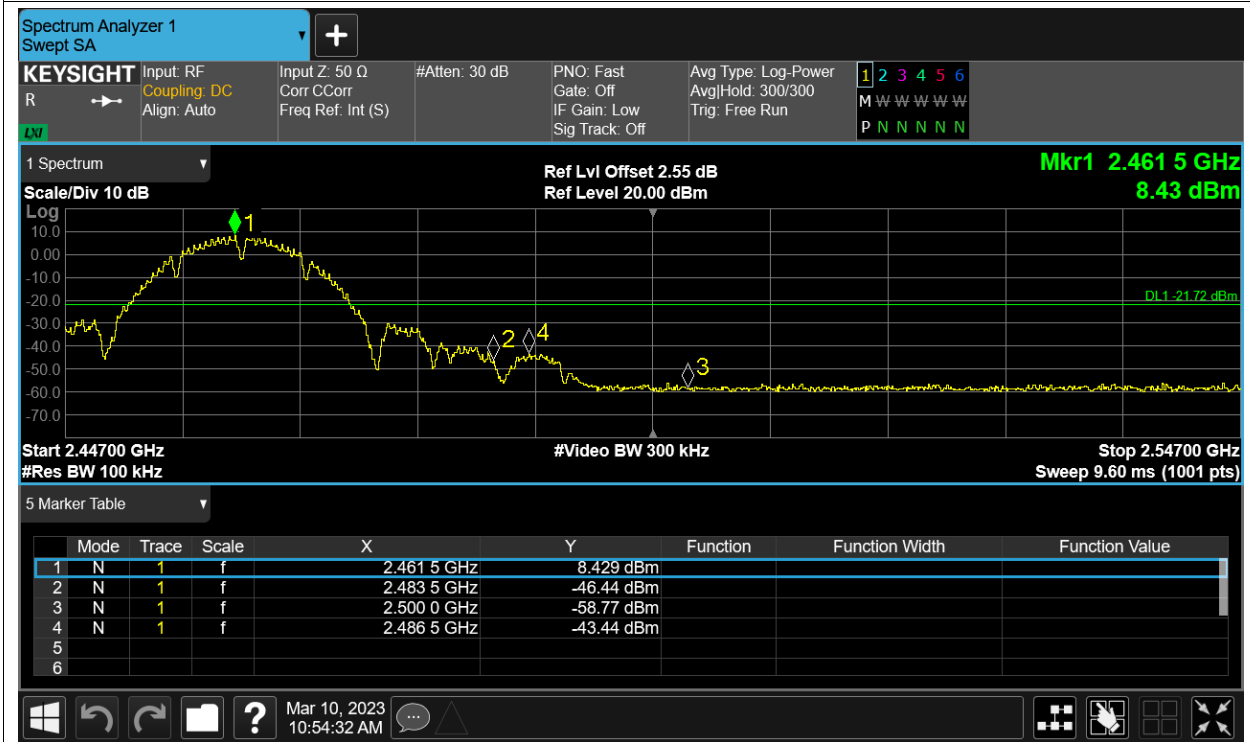 Spectrum Analyzer 1
Swept SA
+
KEYSIGHT Input: RF Input Z: 50 Ω #Atten: 30 dB PNO: Fast Avg Type: Log-Power 1 2 3 4 5 6
R Coupling: DC Corr CCorr Gate: Off Avg|Hold: 300/300 M W W W W W W
Align: Auto Freq Ref: Int (S) IF Gain: Low Trig: Free Run
LXI Sig Track: Off P N N N N N N
1 Spectrum Ref Lvl Offset 2.55 dB Mkr1 2.461 5 GHz
Scale/Div 10 dB Ref Level 20.00 dBm 8.43 dBm
Log
1
10.0
0.00
-10.0
-20.0 DL1 -21.72 dBm
-30.0
-40.0 2 4
-50.0 3
-60.0
-70.0
Start 2.44700 GHz #Video BW 300 kHz Stop 2.54700 GHz
#Res BW 100 kHz Sweep 9.60 ms (1001 pts)
5 Marker Table
Mode Trace Scale X Y Function Function Width Function Value
1 N 1 f 2.461 5 GHz 8.429 dBm
2 N 1 f 2.483 5 GHz -46.44 dBm
3 N 1 f 2.500 0 GHz -58.77 dBm
4 N 1 f 2.486 5 GHz -43.44 dBm
5
6
? Mar 10, 2023
10:54:32 AM